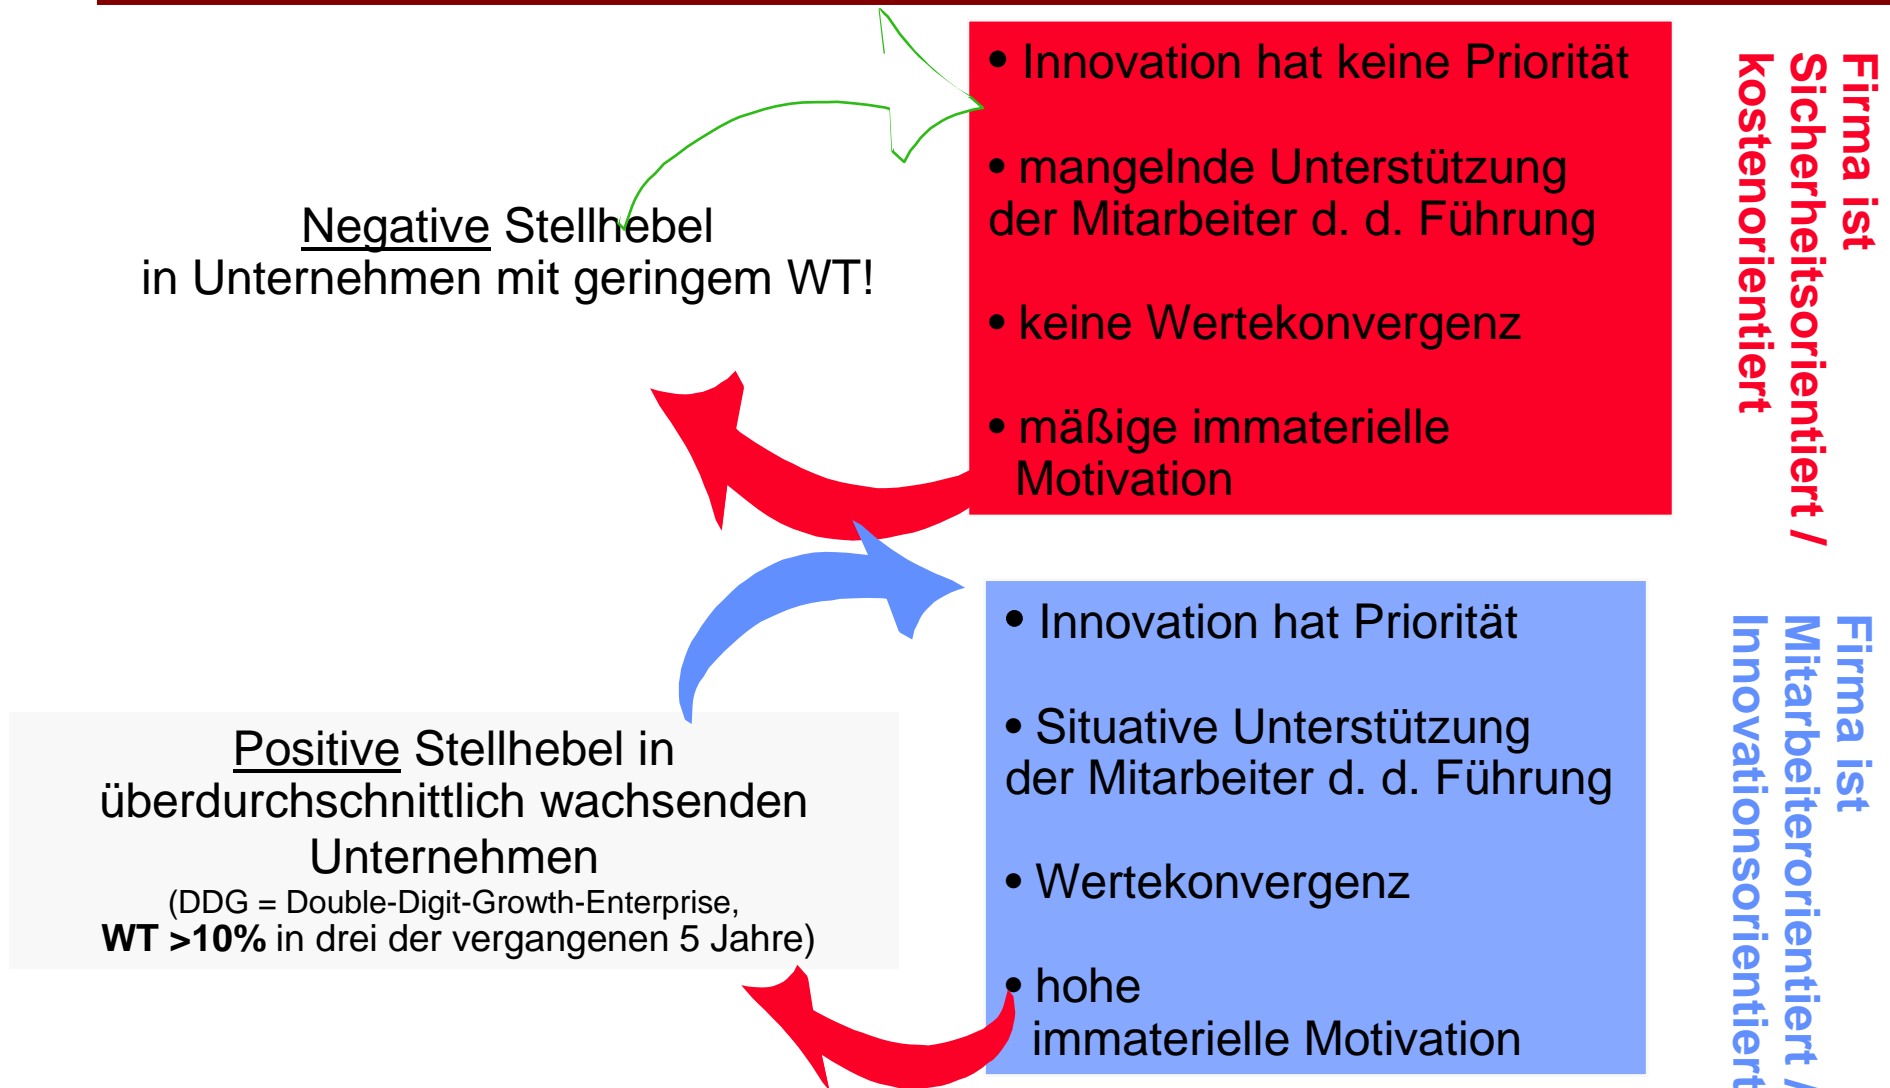 Negative Stellhebel
in Unternehmen mit geringem WT!
• Innovation hat keine Priorität
• mangelnde Unterstützung
der Mitarbeiter d. d. Führung
• keine Wertekonvergenz
• mäßige immaterielle
Motivation
Firma ist
Sicherheitsorientiert /
kostenorientiert
Positive Stellhebel in
überdurchschnittlich wachsenden
Unternehmen
(DDG = Double-Digit-Growth-Enterprise,
WT >10% in drei der vergangenen 5 Jahre)
• Innovation hat Priorität
• Situative Unterstützung
der Mitarbeiter d. d. Führung
• Wertekonvergenz
• hohe
immaterielle Motivation
Firma ist
Mitarbeiterorientiert /
Innovationsorientiert